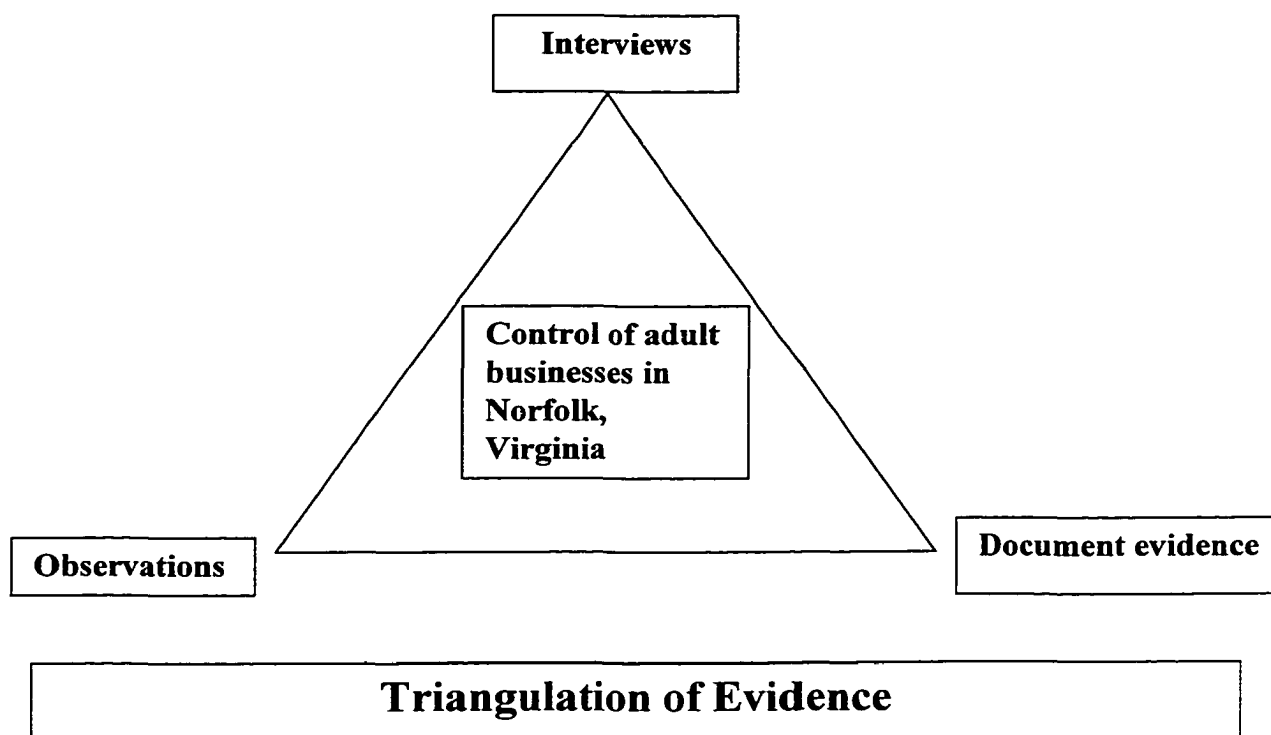 Interviews
Control of adult
businesses in
Norfolk,
Virginia
Observations
Document evidence
Triangulation of Evidence